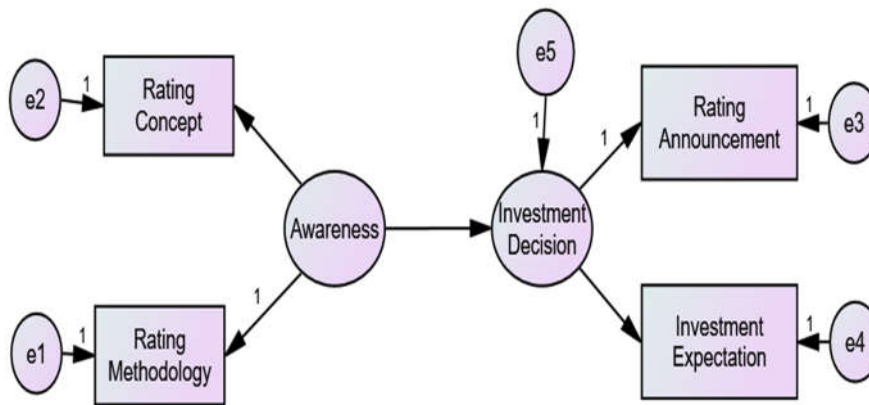 e5
e2
1
Rating
Concept
1
1
Rating
Announcement
1
e3
Awareness
Investment
Decision
1
e1
1
Rating
Methodology
Investment
Expectation
1
e4